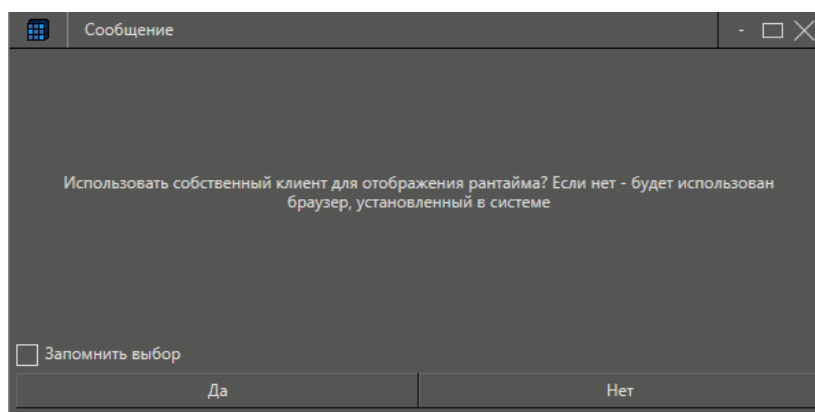 Сообщение
Использовать собственный клиент для отображения рантайма? Если нет - будет использован
браузер, установленный в системе
Запомнить выбор
Да
Нет